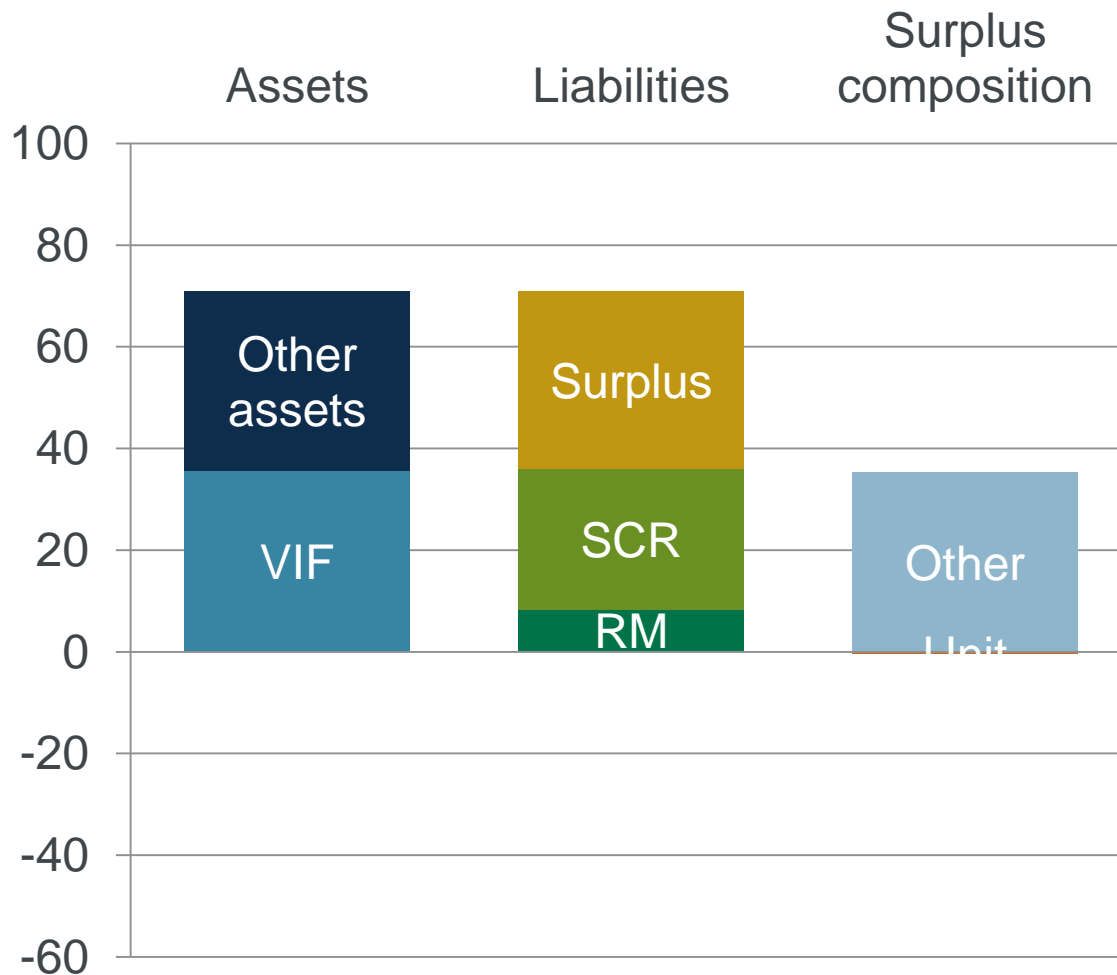 Surplus
Assets Liabilities composition
100
80
60
40
20
0
-20
-40
-60
Other
assets
VIF
Surplus
SCR
RM
Other
Unit